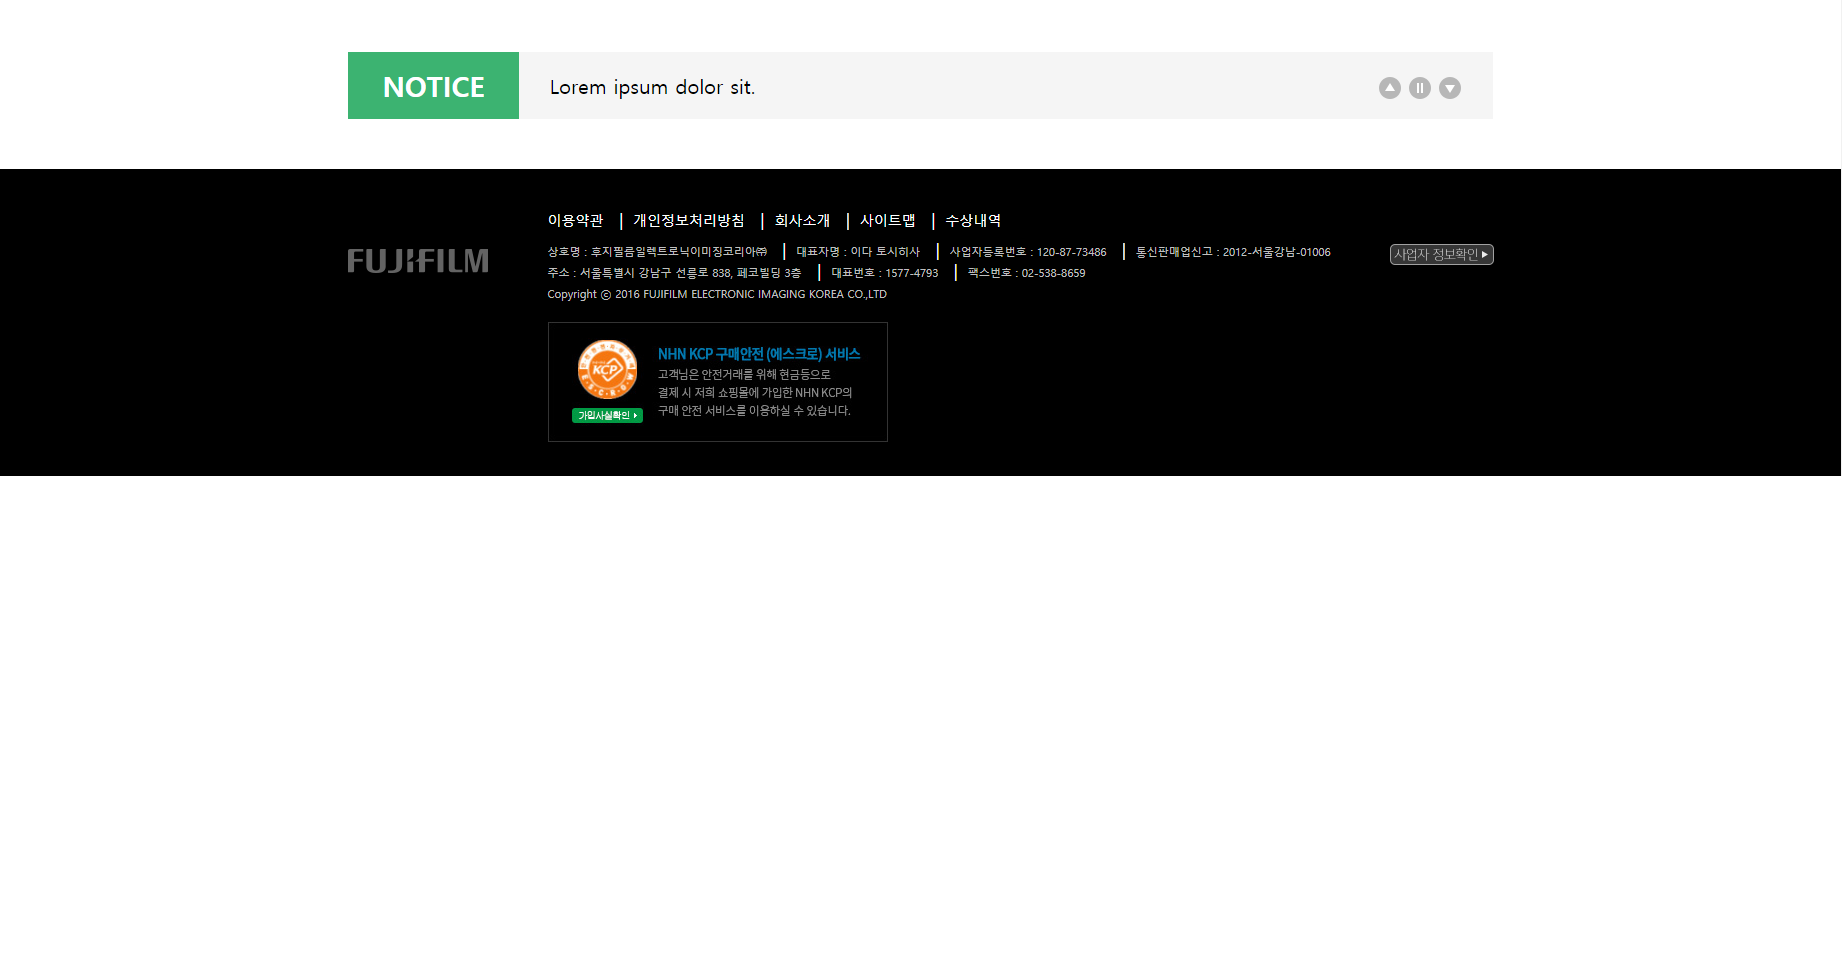 NOTICE Lorem ipsum dolor sit.
이용약관 | 개인정보처리방침 | 회사소개 | 사이트맵 | 수상내역
FUJIFILM
상호명 : 후지필름일렉트로닉이미징코리아㈜ | 대표자명 : 이다 토시히사 | 사업자등록번호 : 120-87-73486 | 통신판매업신고 : 2012-서울강남-01006
사업자 정보확인
주소 : 서울특별시 강남구 선릉로 838, 페코빌딩 3층 | 대표번호 : 1577-4793 | 팩스번호 : 02-538-8659
Copyright ⓒ 2016 FUJIFILM ELECTRONIC IMAGING KOREA CO.,LTD
KCP
ESCROW
가입사실확인
NHN KCP 구매안전 (에스크로) 서비스
고객님은 안전거래를 위해 현금등으로
결제 시 저희 쇼핑몰에 가입한 NHN KCP의
구매 안전 서비스를 이용하실 수 있습니다.